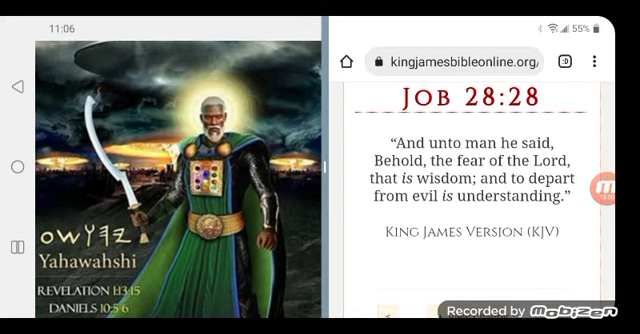 11:06
55%
kingjamesbibleonline.org/
:D
JOB 28:28
“And unto man he said,
Behold, the fear of the Lord,
that is wisdom; and to depart
from evil is understanding.”
KING JAMES VERSION (KJV)
𐤉𐤄𐤅𐤔𐤏
Yahawahshi
REVELATION 1:13-15
DANIELS 10:5-6
Recorded by Mobizen